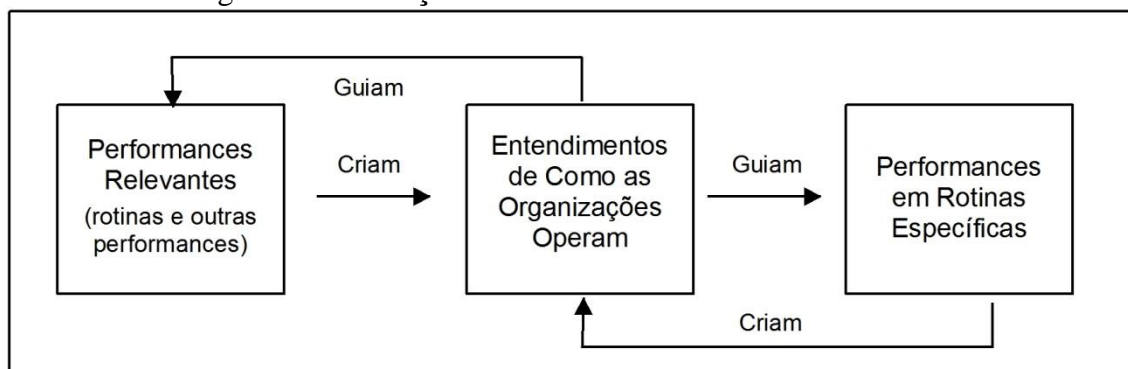 Guiam
Performances
Relevantes
(rotinas e outras
performances)
Criam
Entendimentos
de Como as
Organizações
Operam
Guiam
Performances
em Rotinas
Específicas
Criam